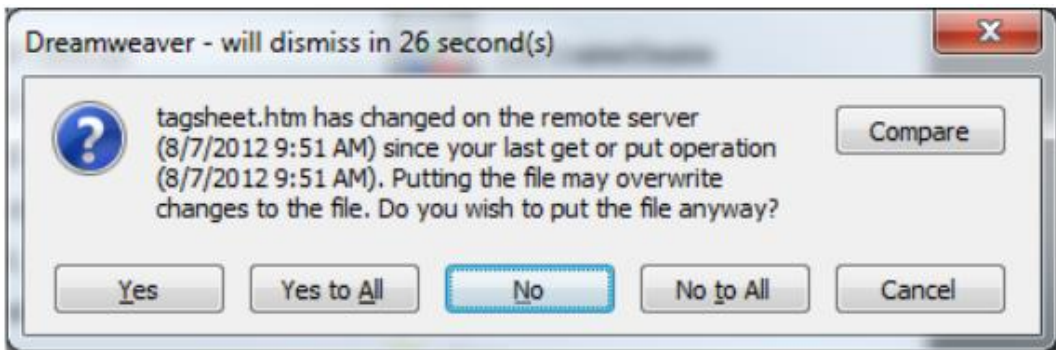 Dreamweaver - will dismiss in 26 second(s)
tagsheet.htm has changed on the remote server
(8/7/2012 9:51 AM) since your last get or put operation
(8/7/2012 9:51 AM). Putting the file may overwrite
changes to the file. Do you wish to put the file anyway?
Compare
Yes
Yes to All
No
No to All
Cancel